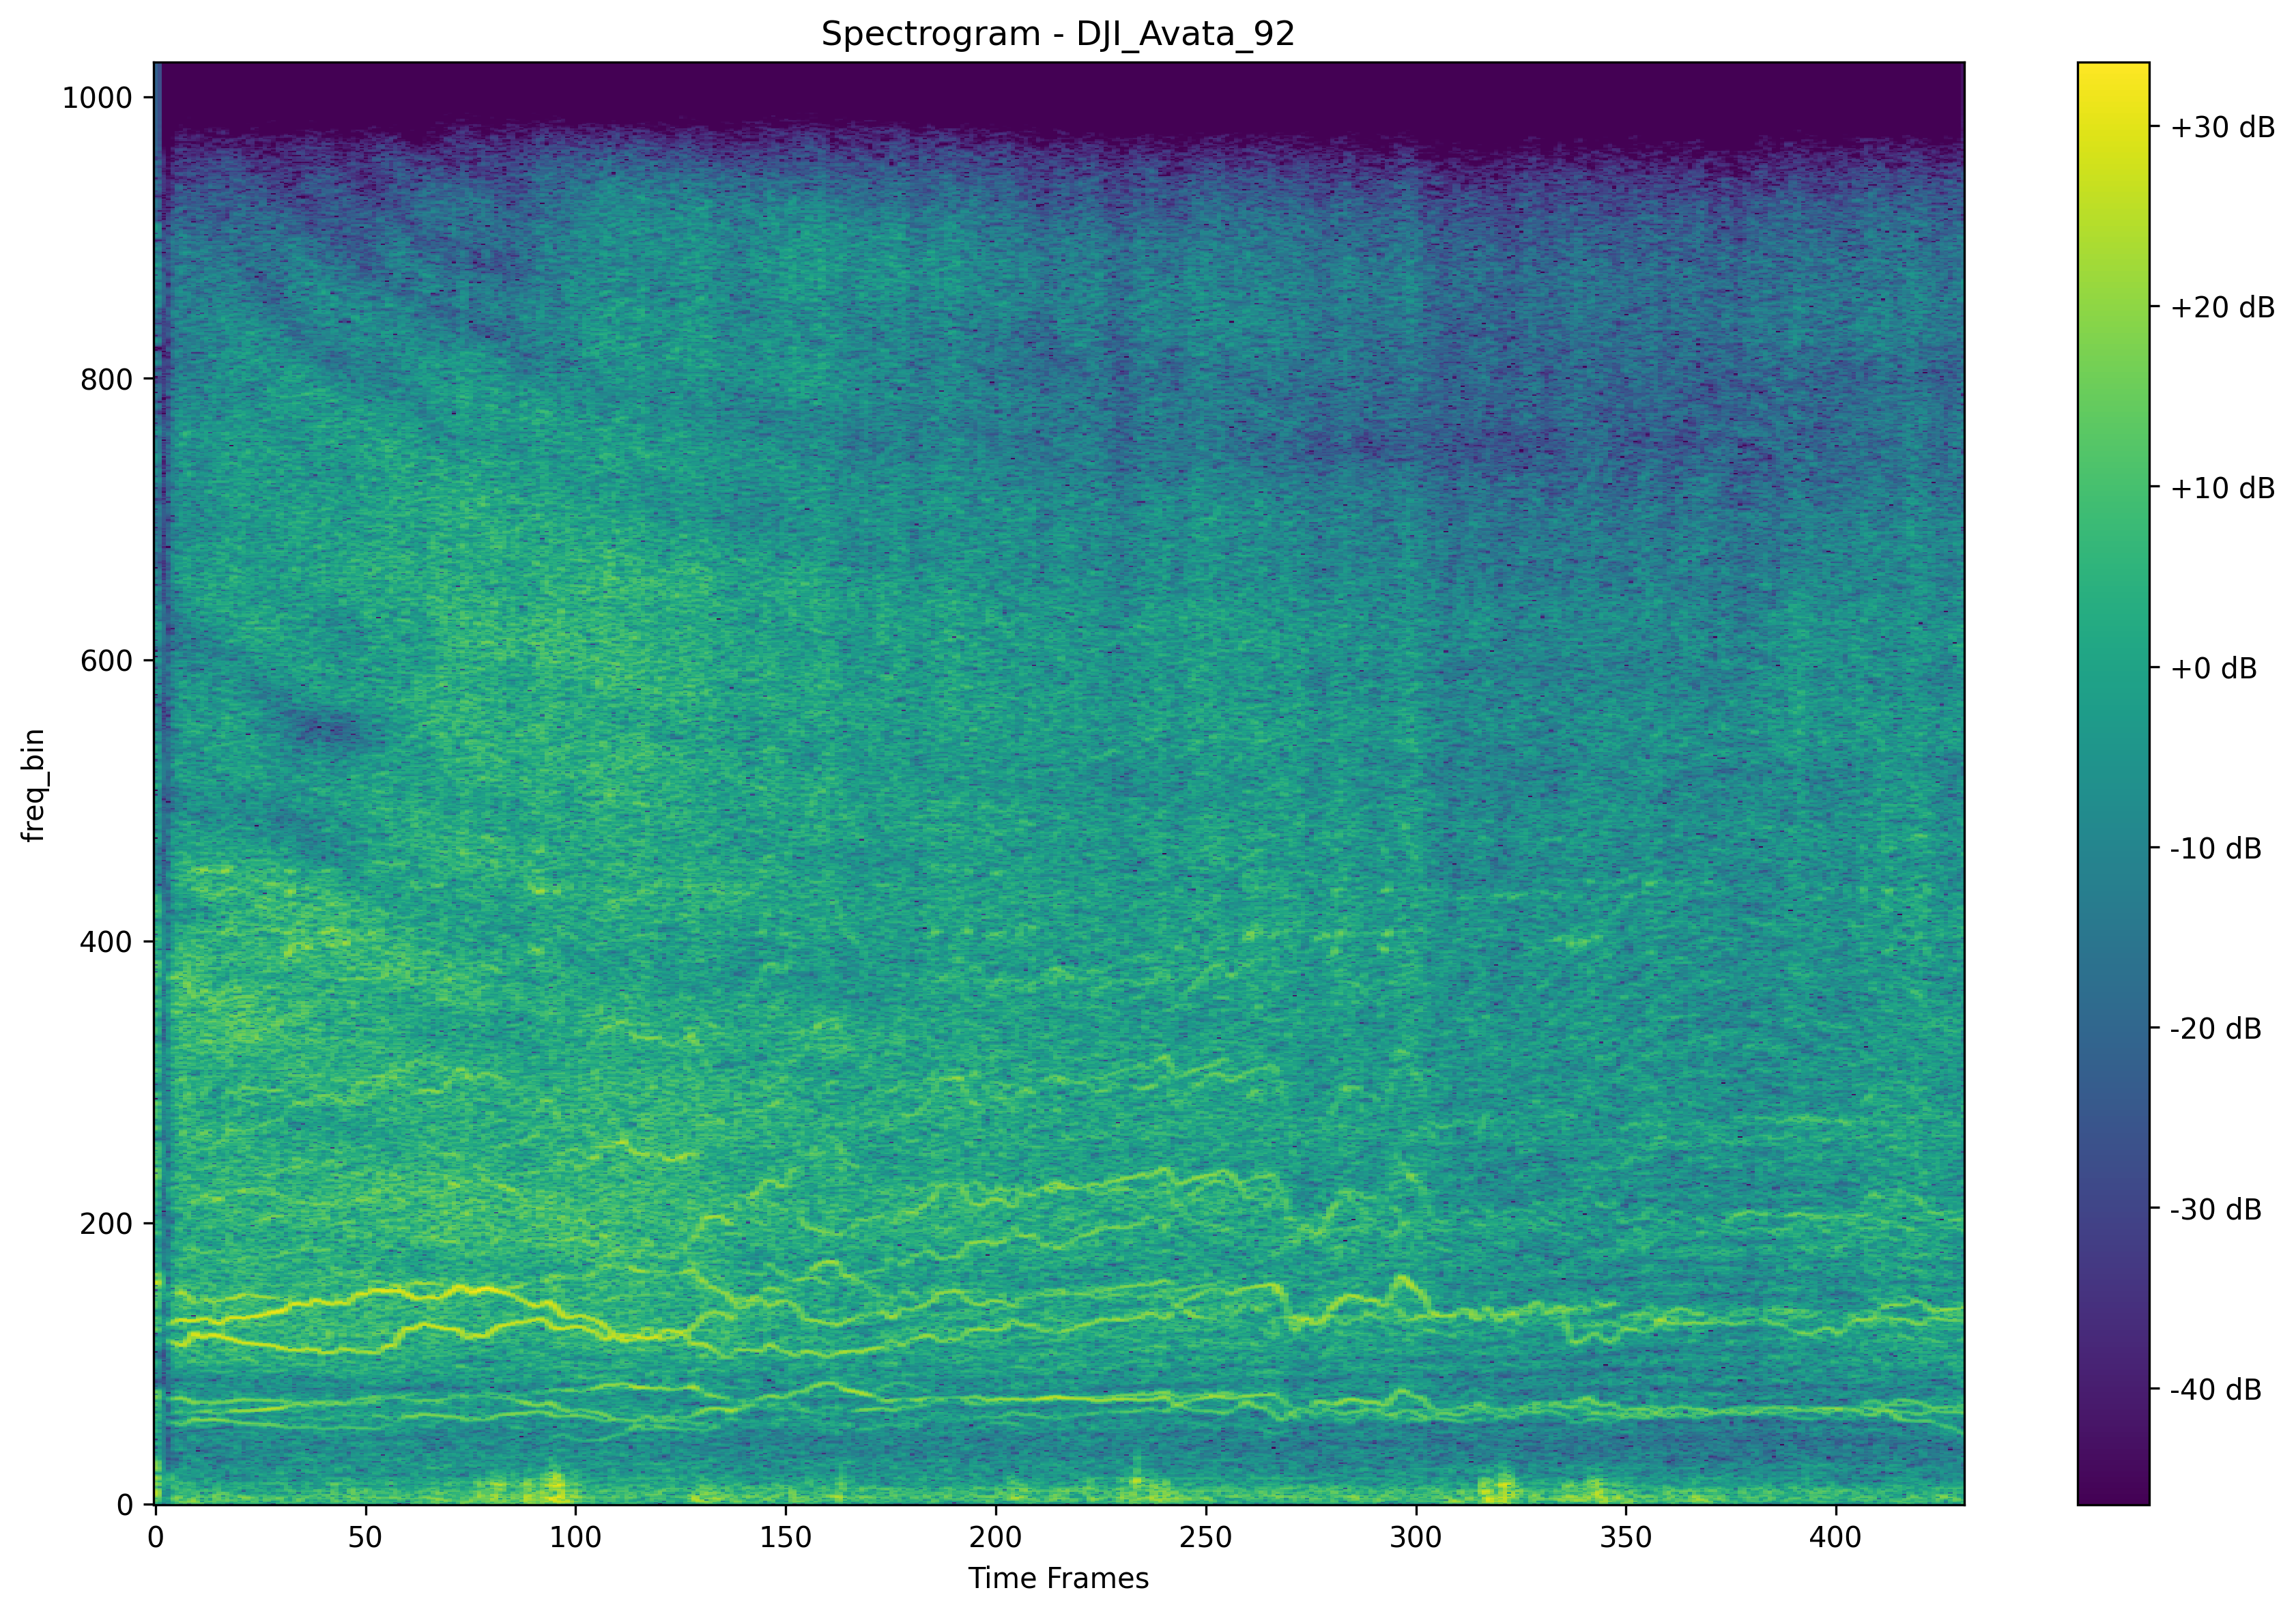 Spectrogram - DJI_Avata_92
1000
800
600
400
200
0
freq_bin
0 50 100 150 200 250 300 350 400
Time Frames
+30 dB
+20 dB
+10 dB
+0 dB
-10 dB
-20 dB
-30 dB
-40 dB